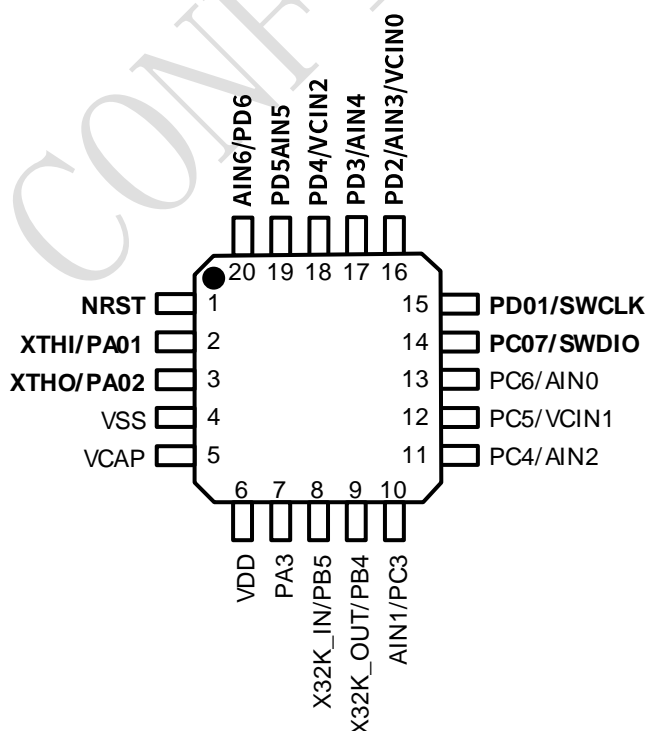 CONF
AIN6/PD6
PD5AIN5
PD4/VCIN2
PD3/AIN4
PD2/AIN3/VCIN0
20 19 18 17 16
NRST 1 15 PD01/SWCLK
XTHI/PA01 2 14 PC07/SWDIO
XTHO/PA02 3 13 PC6/AIN0
VSS 4 12 PC5/VCIN1
VCAP 5 11 PC4/AIN2
6 7 8 9 10
VDD
PA3
X32K_IN/PB5
X32K_OUT/PB4
AIN1/PC3